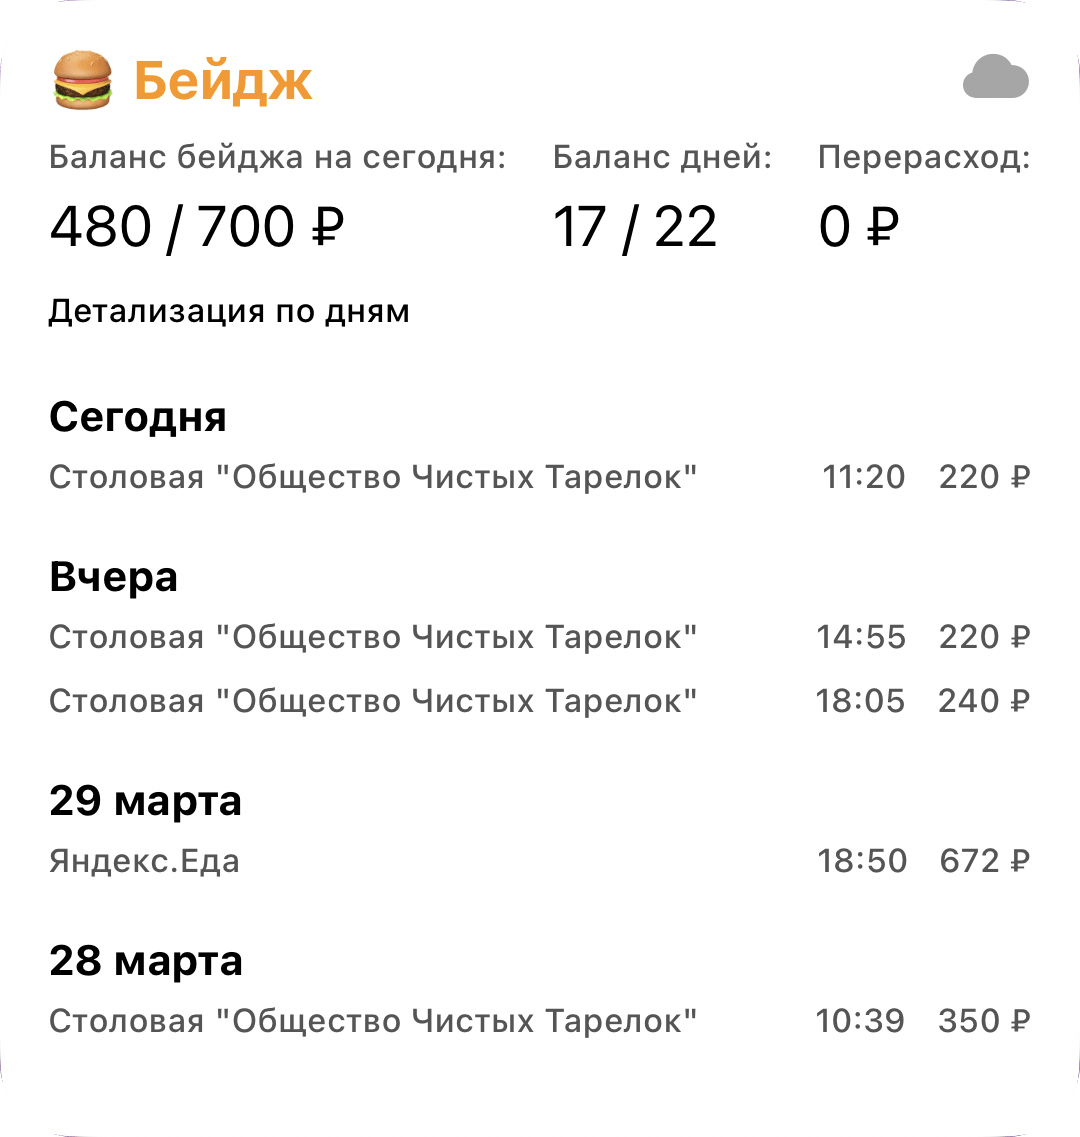 Бейдж
Баланс бейджа на сегодня: Баланс дней: Перерасход:
480 / 700 ₽ 17 / 22 0 ₽
Детализация по дням
Сегодня
Столовая "Общество Чистых Тарелок" 11:20 220 ₽
Вчера
Столовая "Общество Чистых Тарелок" 14:55 220 ₽
Столовая "Общество Чистых Тарелок" 18:05 240 ₽
29 марта
Яндекс.Еда 18:50 672 ₽
28 марта
Столовая "Общество Чистых Тарелок" 10:39 350 ₽